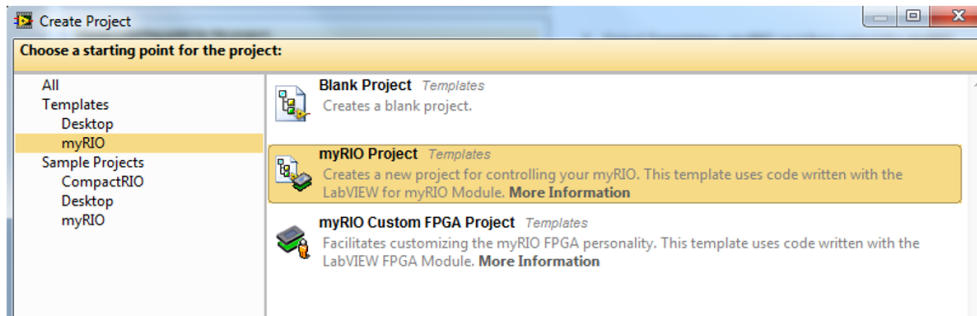 Create Project
Choose a starting point for the project:
All
Templates
Desktop
myRIO
Sample Projects
CompactRIO
Desktop
myRIO
Blank Project Templates
Creates a blank project.
myRIO Project Templates
Creates a new project for controlling your myRIO. This template uses code written with the
LabVIEW for myRIO Module. More Information
myRIO Custom FPGA Project Templates
Facilitates customizing the myRIO FPGA personality. This template uses code written with the
LabVIEW FPGA Module. More Information